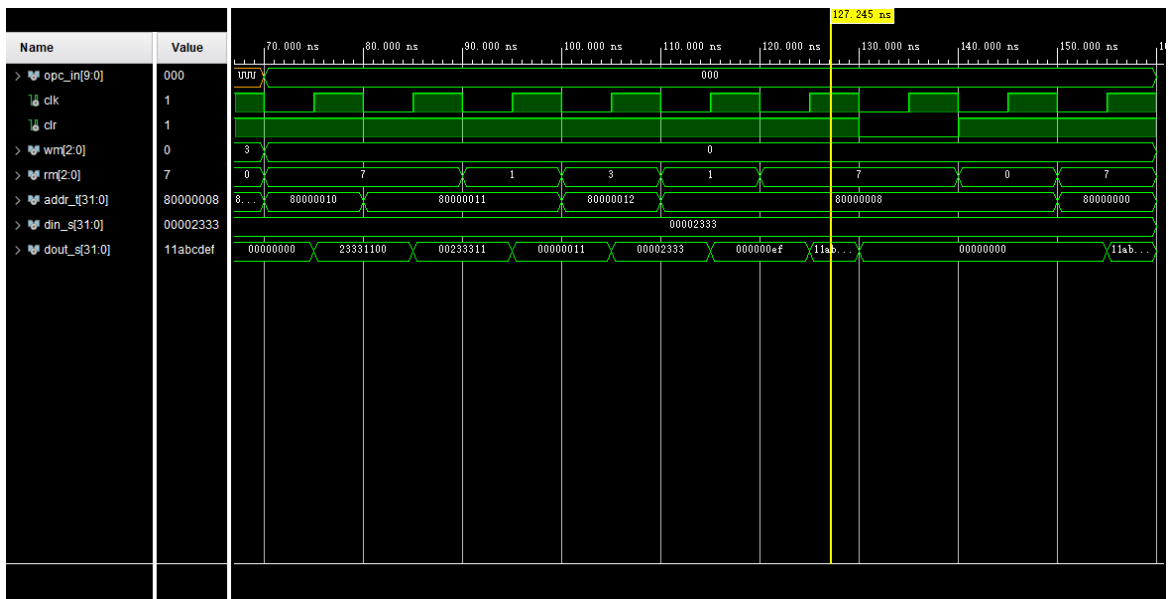 127.245 ns
Name Value
70.000 ns 80.000 ns 90.000 ns 100.000 ns 110.000 ns 120.000 ns 130.000 ns 140.000 ns 150.000 ns
opc_in[9:0] 000 UUU 000
clk 1
clr 1
wm[2:0] 0 3 0
rm[2:0] 7 0 7 1 3 1 7 0 7
addr_t[31:0] 80000008 8... 80000010 80000011 80000012 80000008 80000000
din_s[31:0] 00002333 00002333
dout_s[31:0] 11abcdef 00000000 23331100 00233311 00000011 00002333 000000ef 11ab... 00000000 11ab...